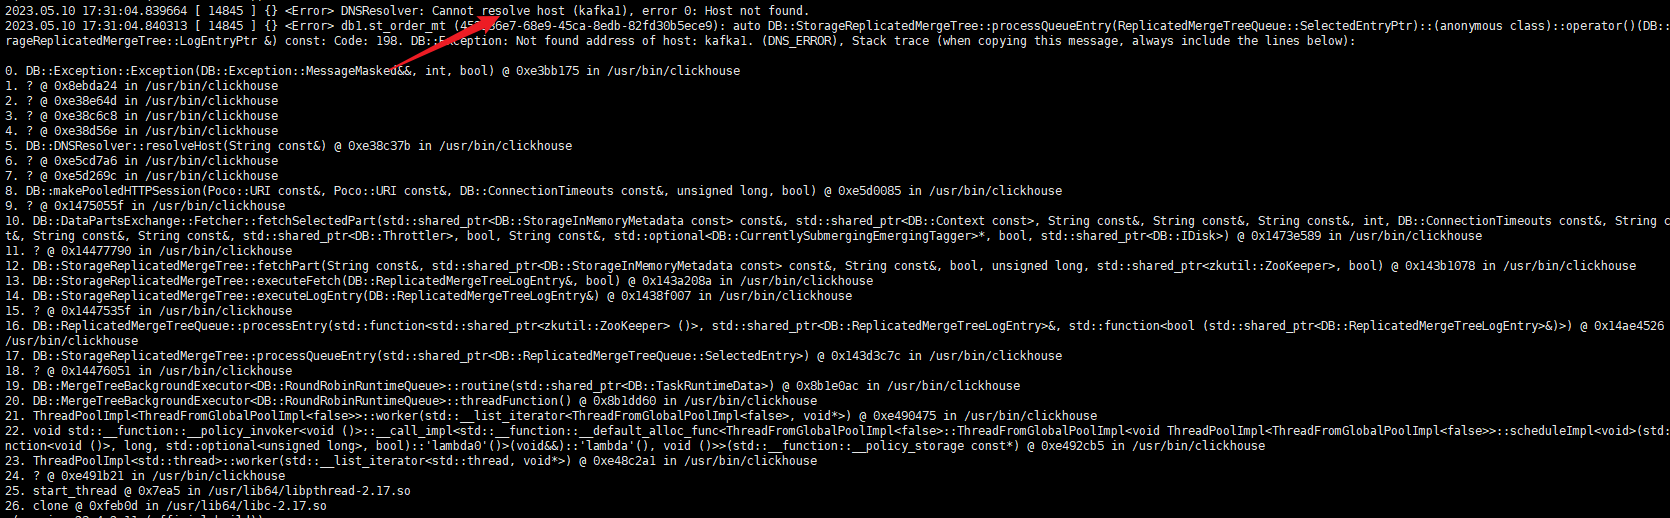 2023.05.10 17:31:04.839664 [ 14845 ] {} <Error> DNSResolver: Cannot resolve host (kafka1), error 0: Host not found.
2023.05.10 17:31:04.840313 [ 14845 ] {} <Error> db1.st_order_mt (45 36e7-68e9-45ca-8edb-82fd30b5ece9): auto DB::StorageReplicatedMergeTree::processQueueEntry(ReplicatedMergeTreeQueue::SelectedEntryPtr)::(anonymous class)::operator()(DB::
rageReplicatedMergeTree::LogEntryPtr &) const: Code: 198. DB::Exception: Not found address of host: kafka1. (DNS_ERROR), Stack trace (when copying this message, always include the lines below):
0. DB::Exception::Exception(DB::Exception::MessageMasked&&, int, bool) @ 0xe3bb175 in /usr/bin/clickhouse
1. ? @ 0x8ebda24 in /usr/bin/clickhouse
2. ? @ 0xe38e64d in /usr/bin/clickhouse
3. ? @ 0xe38c6c8 in /usr/bin/clickhouse
4. ? @ 0xe38d56e in /usr/bin/clickhouse
5. DB::DNSResolver::resolveHost(String const&) @ 0xe38c37b in /usr/bin/clickhouse
6. ? @ 0xe5cd7a6 in /usr/bin/clickhouse
7. ? @ 0xe5d269c in /usr/bin/clickhouse
8. DB::makePooledHTTPSession(Poco::URI const&, Poco::URI const&, DB::ConnectionTimeouts const&, unsigned long, bool) @ 0xe5d0085 in /usr/bin/clickhouse
9. ? @ 0x1475055f in /usr/bin/clickhouse
10. DB::DataPartsExchange::Fetcher::fetchSelectedPart(std::shared_ptr<DB::StorageInMemoryMetadata const> const&, std::shared_ptr<DB::Context const>, String const&, String const&, String const&, int, DB::ConnectionTimeouts const&, String c
t&, String const&, String const&, std::shared_ptr<DB::Throttler>, bool, String const&, std::optional<DB::CurrentlySubmergingEmergingTagger>*, bool, std::shared_ptr<DB::IDisk>) @ 0x1473e589 in /usr/bin/clickhouse
11. ? @ 0x14477790 in /usr/bin/clickhouse
12. DB::StorageReplicatedMergeTree::fetchPart(String const&, std::shared_ptr<DB::StorageInMemoryMetadata const> const&, String const&, bool, unsigned long, std::shared_ptr<zkutil::ZooKeeper>, bool) @ 0x143b1078 in /usr/bin/clickhouse
13. DB::StorageReplicatedMergeTree::executeFetch(DB::ReplicatedMergeTreeLogEntry&, bool) @ 0x143a208a in /usr/bin/clickhouse
14. DB::StorageReplicatedMergeTree::executeLogEntry(DB::ReplicatedMergeTreeLogEntry&) @ 0x1438f007 in /usr/bin/clickhouse
15. ? @ 0x1447535f in /usr/bin/clickhouse
16. DB::ReplicatedMergeTreeQueue::processEntry(std::function<std::shared_ptr<zkutil::ZooKeeper> ()>, std::shared_ptr<DB::ReplicatedMergeTreeLogEntry>&, std::function<bool (std::shared_ptr<DB::ReplicatedMergeTreeLogEntry>&)>) @ 0x14ae4526
/usr/bin/clickhouse
17. DB::StorageReplicatedMergeTree::processQueueEntry(std::shared_ptr<DB::ReplicatedMergeTreeQueue::SelectedEntry>) @ 0x143d3c7c in /usr/bin/clickhouse
18. ? @ 0x14476051 in /usr/bin/clickhouse
19. DB::MergeTreeBackgroundExecutor<DB::RoundRobinRuntimeQueue>::routine(std::shared_ptr<DB::TaskRuntimeData>) @ 0x8b1e0ac in /usr/bin/clickhouse
20. DB::MergeTreeBackgroundExecutor<DB::RoundRobinRuntimeQueue>::threadFunction() @ 0x8b1dd60 in /usr/bin/clickhouse
21. ThreadPoolImpl<ThreadFromGlobalPoolImpl<false>>::worker(std::__list_iterator<ThreadFromGlobalPoolImpl<false>, void*>) @ 0xe490475 in /usr/bin/clickhouse
22. void std::__function::__policy_invoker<void ()>::__call_impl<std::__function::__default_alloc_func<ThreadFromGlobalPoolImpl<false>::ThreadFromGlobalPoolImpl<void ThreadPoolImpl<ThreadFromGlobalPoolImpl<false>>::scheduleImpl<void>(std:
nction<void ()>, long, std::optional<unsigned long>, bool)::'lambda0'()>(void&&)::'lambda'(), void ()>>(std::__function::__policy_storage const*) @ 0xe492cb5 in /usr/bin/clickhouse
23. ThreadPoolImpl<std::thread>::worker(std::__list_iterator<std::thread, void*>) @ 0xe48c2a1 in /usr/bin/clickhouse
24. ? @ 0xe491b21 in /usr/bin/clickhouse
25. start_thread @ 0x7ea5 in /usr/lib64/libpthread-2.17.so
26. clone @ 0xfeb0d in /usr/lib64/libc-2.17.so